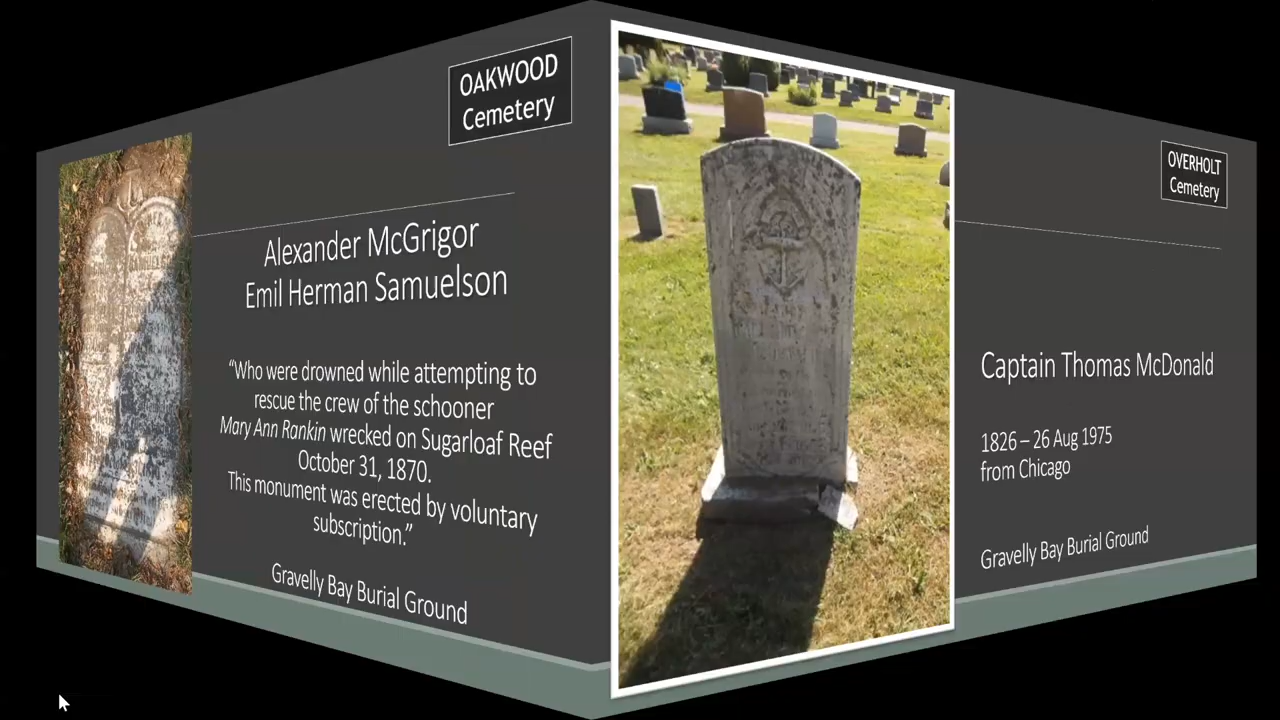 OAKWOOD
Cemetery
Alexander McGrigor
Emil Herman Samuelson
“Who were drowned while attempting to
rescue the crew of the schooner
Mary Ann Rankin wrecked on Sugarloaf Reef
October 31, 1870.
This monument was erected by voluntary
subscription.”
Gravelly Bay Burial Ground
OVERHOLT
Cemetery
Captain Thomas McDonald
1826 – 26 Aug 1975
from Chicago
Gravelly Bay Burial Ground